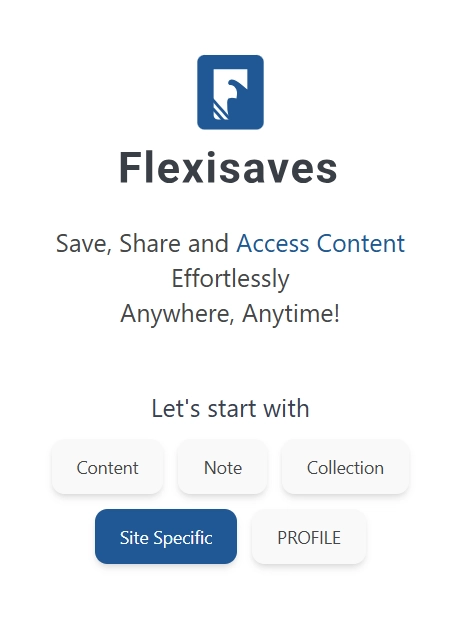 Flexisaves
Save, Share and Access Content
Effortlessly
Anywhere, Anytime!
Let's start with
Content Note Collection
Site Specific PROFILE